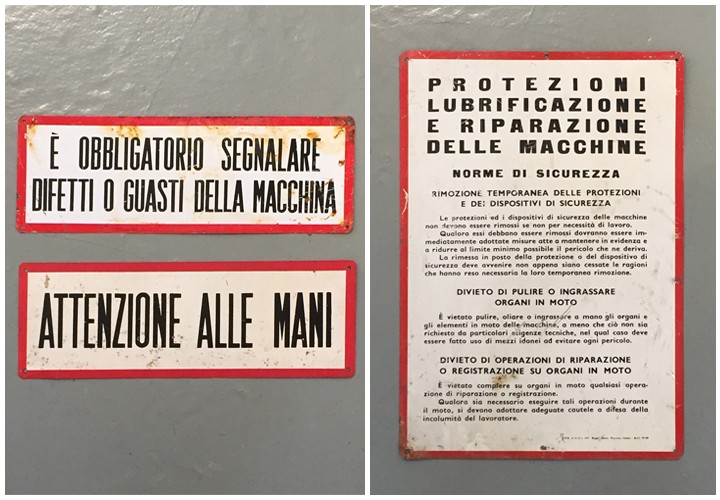 È OBBLIGATORIO SEGNALARE
DIFETTI O GUASTI DELLA MACCHINA
ATTENZIONE ALLE MANI
PROTEZIONI
LUBRIFICAZIONE
E RIPARAZIONE
DELLE MACCHINE
NORME DI SICUREZZA
RIMOZIONE TEMPORANEA DELLE PROTEZIONI
E DEI DISPOSITIVI DI SICUREZZA
Le protezioni ed i dispositivi di sicurezza delle macchine
non devono essere rimossi se non per necessità di lavoro.
Qualora essi debbano essere rimossi dovranno essere im-
mediatamente adottate misure atte a mantenere in evidenza e
a ridurre al limite minimo possibile il pericolo che ne deriva.
La rimessa in posto della protezione o del dispositivo di
sicurezza deve avvenire non appena siano cessate le ragioni
che hanno reso necessaria la loro temporanea rimozione.
DIVIETO DI PULIRE O INGRASSARE
ORGANI IN MOTO
È vietato pulire, oliare o ingrassare a mano gli organi e
gli elementi in moto delle macchine, a meno che ciò non sia
richiesto da particolari esigenze tecniche, nel qual caso deve
essere fatto uso di mezzi idonei ad evitare ogni pericolo.
DIVIETO DI OPERAZIONI DI RIPARAZIONE
O REGISTRAZIONE SU ORGANI IN MOTO
È vietato compiere su organi in moto qualsiasi opera-
zione di riparazione o registrazione.
Qualora sia necessario eseguire tali operazioni durante
il moto, si devono adottare adeguate cautele a difesa della
incolumità del lavoratore.